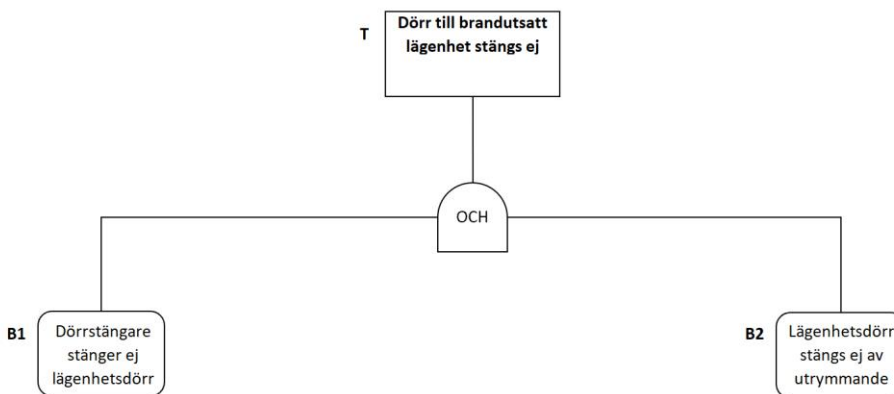 T
Dörr till brandutsatt
lägenhet stängs ej
OCH
B1
Dörrstängare
stänger ej
lägenhetsdörr
B2
Lägenhetsdörr
stängs ej av
utrymmande